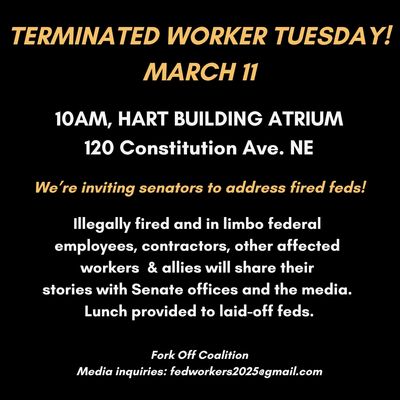 TERMINATED WORKER TUESDAY!
MARCH 11
10AM, HART BUILDING ATRIUM
120 Constitution Ave. NE
We're inviting senators to address fired feds!
Illegally fired and in limbo federal
employees, contractors, other affected
workers & allies will share their
stories with Senate offices and the media.
Lunch provided to laid-off feds.
Fork Off Coalition
Media inquiries: fedworkers2025@gmail.com